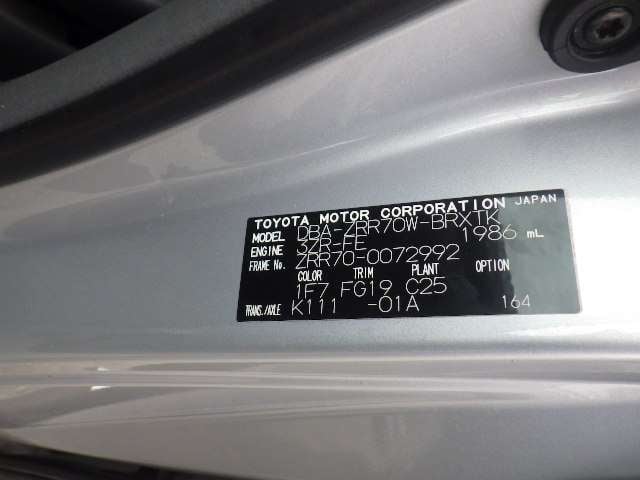 TOYOTA MOTOR CORPORATION JAPAN
MODEL DBA-ZRR70W-BRXTK
ENGINE 3ZR-FE 1986 mL
FRAME No. ZRR70-0072992
COLOR TRIM PLANT OPTION
1F7 FG19 C25
TRANS./AXLE K111 -01A 164